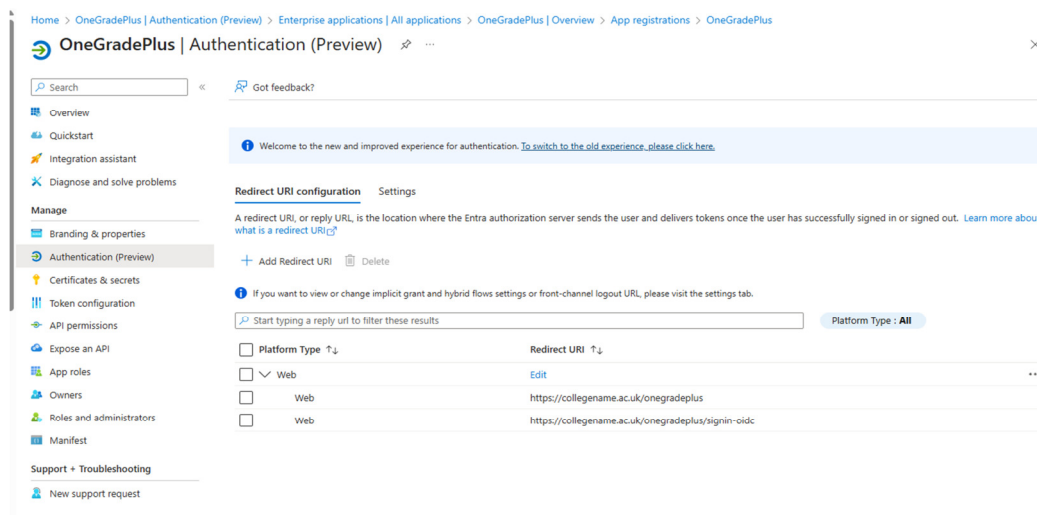 Home > OneGradePlus | Authentication (Preview) > Enterprise applications | All applications > OneGradePlus | Overview > App registrations > OneGradePlus
OneGradePlus | Authentication (Preview)
Search
Got feedback?
Overview
Quickstart
Integration assistant
Diagnose and solve problems
Manage
Branding & properties
Authentication (Preview)
Certificates & secrets
Token configuration
API permissions
Expose an API
App roles
Owners
Roles and administrators
Manifest
Support + Troubleshooting
New support request
Welcome to the new and improved experience for authentication. To switch to the old experience, please click here.
Redirect URI configuration Settings
A redirect URI, or reply URL, is the location where the Entra authorization server sends the user and delivers tokens once the user has successfully signed in or signed out. Learn more abou
what is a redirect URI
Add Redirect URI Delete
If you want to view or change implicit grant and hybrid flows settings or front-channel logout URL, please visit the settings tab.
Start typing a reply url to filter these results Platform Type : All
Platform Type Redirect URI
Web Edit
Web https://collegename.ac.uk/onegradeplus
Web https://collegename.ac.uk/onegradeplus/signin-oidc